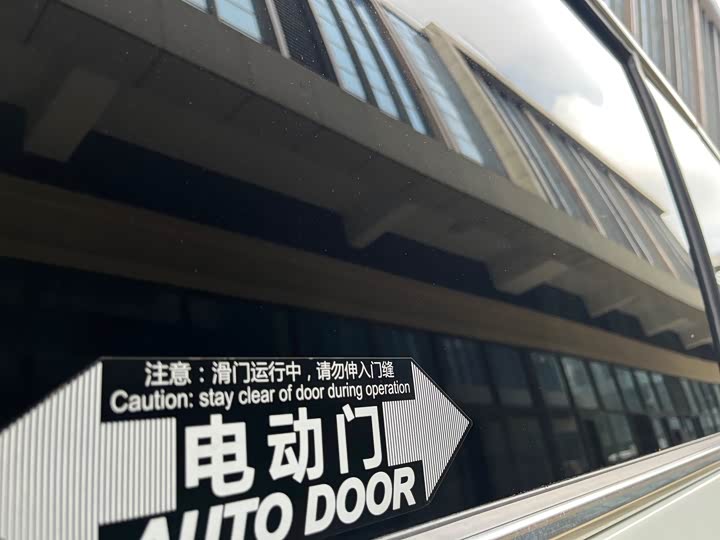 注意：滑门运行中，请勿伸入门缝
Caution: stay clear of door during operation
电动门
AUTO DOOR